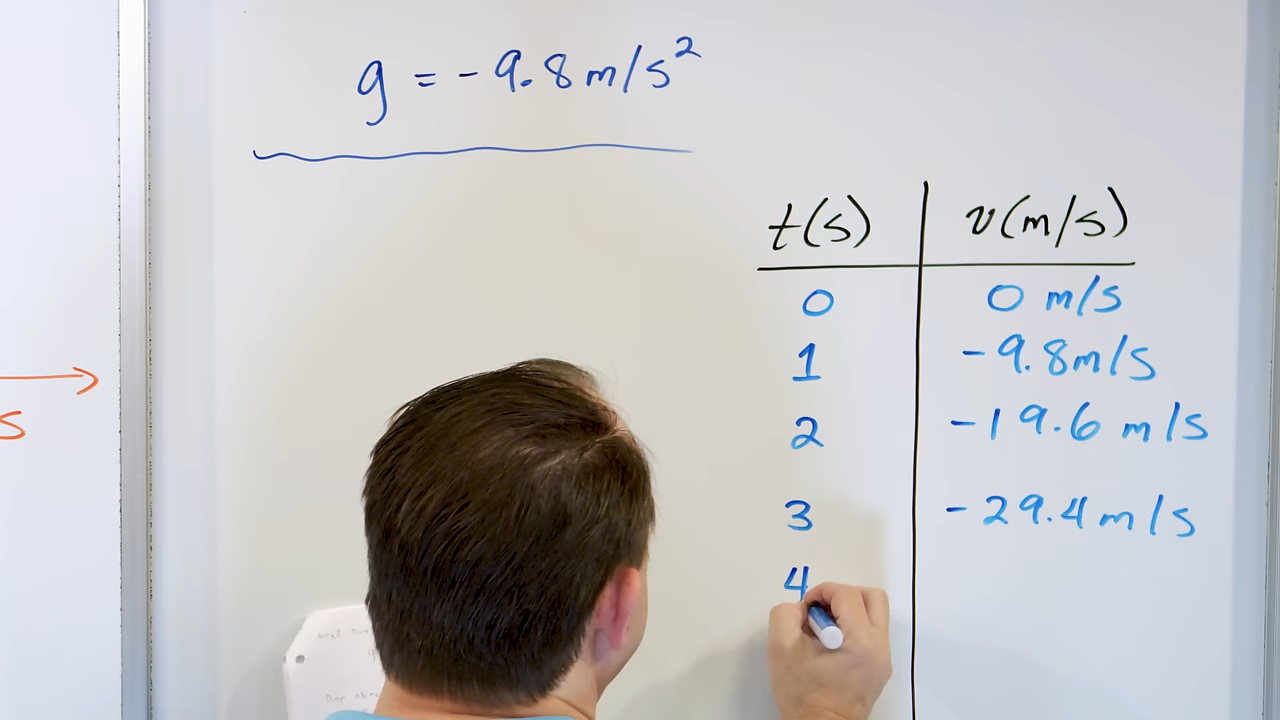 g = -9.8 m/s²
t(s) v(m/s)
0 0 m/s
1 -9.8 m/s
2 -19.6 m/s
3 -29.4 m/s
4
s